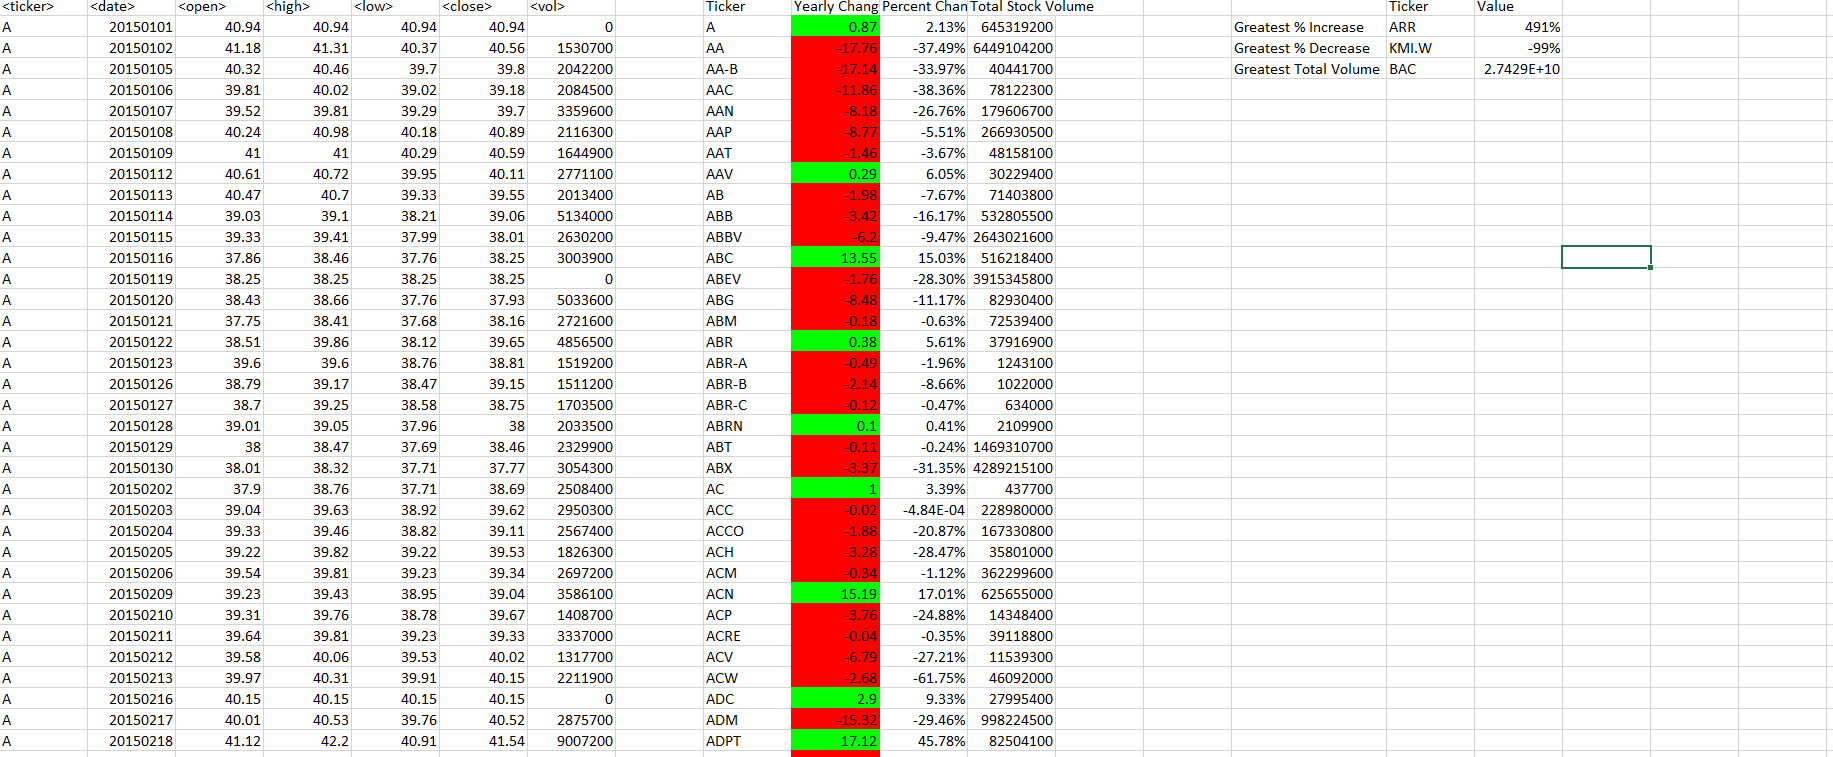 <ticker> <date> <open> <high> <low> <close> <vol> Ticker Yearly Chang Percent Chan Total Stock Volume Ticker Value
A 20150101 40.94 40.94 40.94 40.94 0 A 0.87 2.13% 645319200 Greatest % Increase ARR 491%
A 20150102 41.18 41.31 40.37 40.56 1530700 AA -17.76 -37.49% 6449104200 Greatest % Decrease KMI.W -99%
A 20150105 40.32 40.46 39.7 39.8 2042200 AA-B -17.14 -33.97% 40441700 Greatest Total Volume BAC 2.7429E+10
A 20150106 39.81 40.02 39.02 39.18 2084500 AAC -11.86 -38.36% 78122300
A 20150107 39.52 39.81 39.29 39.7 3359600 AAN -8.18 -26.76% 179606700
A 20150108 40.24 40.98 40.18 40.89 2116300 AAP -8.77 -5.51% 266930500
A 20150109 41 41 40.29 40.59 1644900 AAT -1.46 -3.67% 48158100
A 20150112 40.61 40.72 39.95 40.11 2771100 AAV 0.29 6.05% 30229400
A 20150113 40.47 40.7 39.33 39.55 2013400 AB -1.98 -7.67% 71403800
A 20150114 39.03 39.1 38.21 39.06 5134000 ABB -3.42 -16.17% 532805500
A 20150115 39.33 39.41 37.99 38.01 2630200 ABBV -6.2 -9.47% 2643021600
A 20150116 37.86 38.46 37.76 38.25 3003900 ABC 13.55 15.03% 516218400
A 20150119 38.25 38.25 38.25 38.25 0 ABEV -1.76 -28.30% 3915345800
A 20150120 38.43 38.66 37.76 37.93 5033600 ABG -8.48 -11.17% 82930400
A 20150121 37.75 38.41 37.68 38.16 2721600 ABM -0.18 -0.63% 72539400
A 20150122 38.51 39.86 38.12 39.65 4856500 ABR 0.38 5.61% 37916900
A 20150123 39.6 39.6 38.76 38.81 1519200 ABR-A -0.49 -1.96% 1243100
A 20150126 38.79 39.17 38.47 39.15 1511200 ABR-B -2.14 -8.66% 1022000
A 20150127 38.7 39.25 38.58 38.75 1703500 ABR-C -0.12 -0.47% 634000
A 20150128 39.01 39.05 37.96 38 2033500 ABRN 0.1 0.41% 2109900
A 20150129 38 38.47 37.69 38.46 2329900 ABT -0.11 -0.24% 1469310700
A 20150130 38.01 38.32 37.71 37.77 3054300 ABX -3.37 -31.35% 4289215100
A 20150202 37.9 38.76 37.71 38.69 2508400 AC 1 3.39% 437700
A 20150203 39.04 39.63 38.92 39.62 2950300 ACC -0.02 -4.84E-04 228980000
A 20150204 39.33 39.46 38.82 39.11 2567400 ACCO -1.88 -20.87% 167330800
A 20150205 39.22 39.82 39.22 39.53 1826300 ACH -3.28 -28.47% 35801000
A 20150206 39.54 39.81 39.23 39.34 2697200 ACM -0.34 -1.12% 362299600
A 20150209 39.23 39.43 38.95 39.04 3586100 ACN 15.19 17.01% 625655000
A 20150210 39.31 39.76 38.78 39.67 1408700 ACP -3.76 -24.88% 14348400
A 20150211 39.64 39.81 39.23 39.33 3337000 ACRE -0.04 -0.35% 39118800
A 20150212 39.58 40.06 39.53 40.02 1317700 ACV -6.79 -27.21% 11539300
A 20150213 39.97 40.31 39.91 40.15 2211900 ACW -2.68 -61.75% 46092000
A 20150216 40.15 40.15 40.15 40.15 0 ADC 2.9 9.33% 27995400
A 20150217 40.01 40.53 39.76 40.52 2875700 ADM -15.32 -29.46% 998224500
A 20150218 41.12 42.2 40.91 41.54 9007200 ADPT 17.12 45.78% 82504100